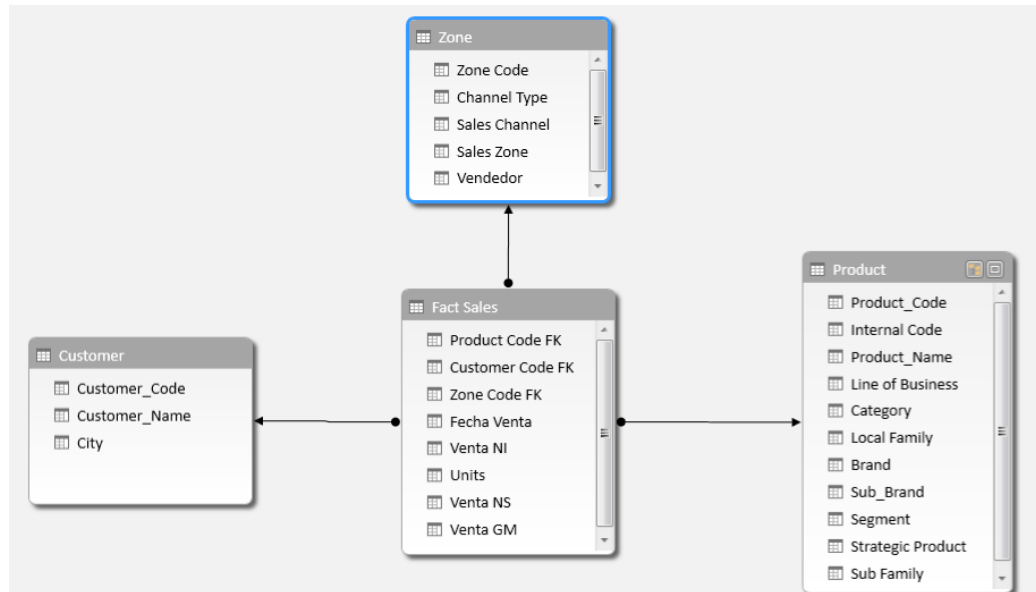 Zone
Zone Code
Channel Type
Sales Channel
Sales Zone
Vendedor
Fact Sales
Product Code FK
Customer Code FK
Zone Code FK
Fecha Venta
Venta NI
Units
Venta NS
Venta GM
Customer
Customer_Code
Customer_Name
City
Product
Product_Code
Internal Code
Product_Name
Line of Business
Category
Local Family
Brand
Sub_Brand
Segment
Strategic Product
Sub Family